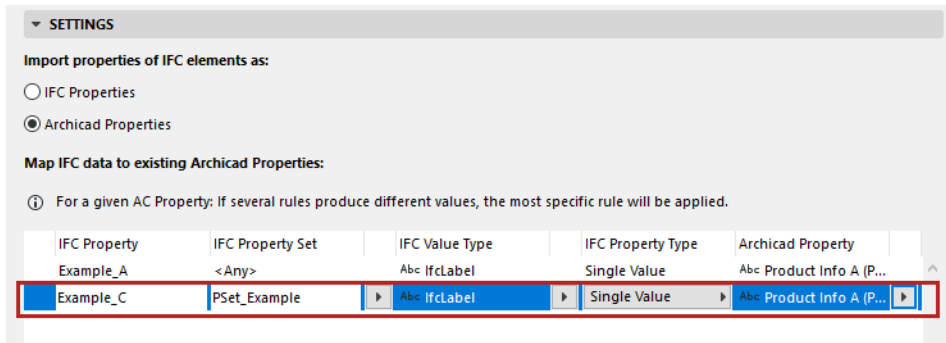 SETTINGS
Import properties of IFC elements as:
IFC Properties
Archicad Properties
Map IFC data to existing Archicad Properties:
For a given AC Property: If several rules produce different values, the most specific rule will be applied.
IFC Property IFC Property Set IFC Value Type IFC Property Type Archicad Property
Example_A <Any> Abc IfcLabel Single Value Abc Product Info A (P...
Example_C PSet_Example Abc IfcLabel Single Value Abc Product Info A (P...